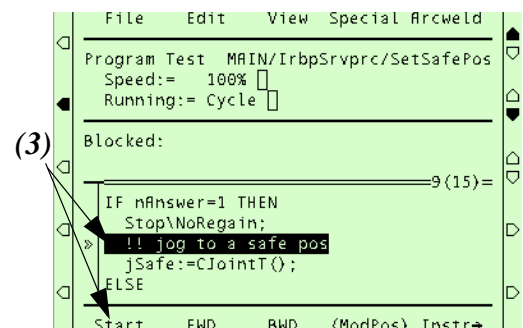 File Edit View Special Arcweld
Program Test MAIN/IrbpSrvprc/SetSafePos
Speed:= 100%
Running:= Cycle
(3)
Blocked:
9(15)=
IF nAnswer=1 THEN
Stop\NoRegain;
» !! jog to a safe pos
jSafe:=CJointT();
ELSE
Start FWD BWD (ModPos) Instr→